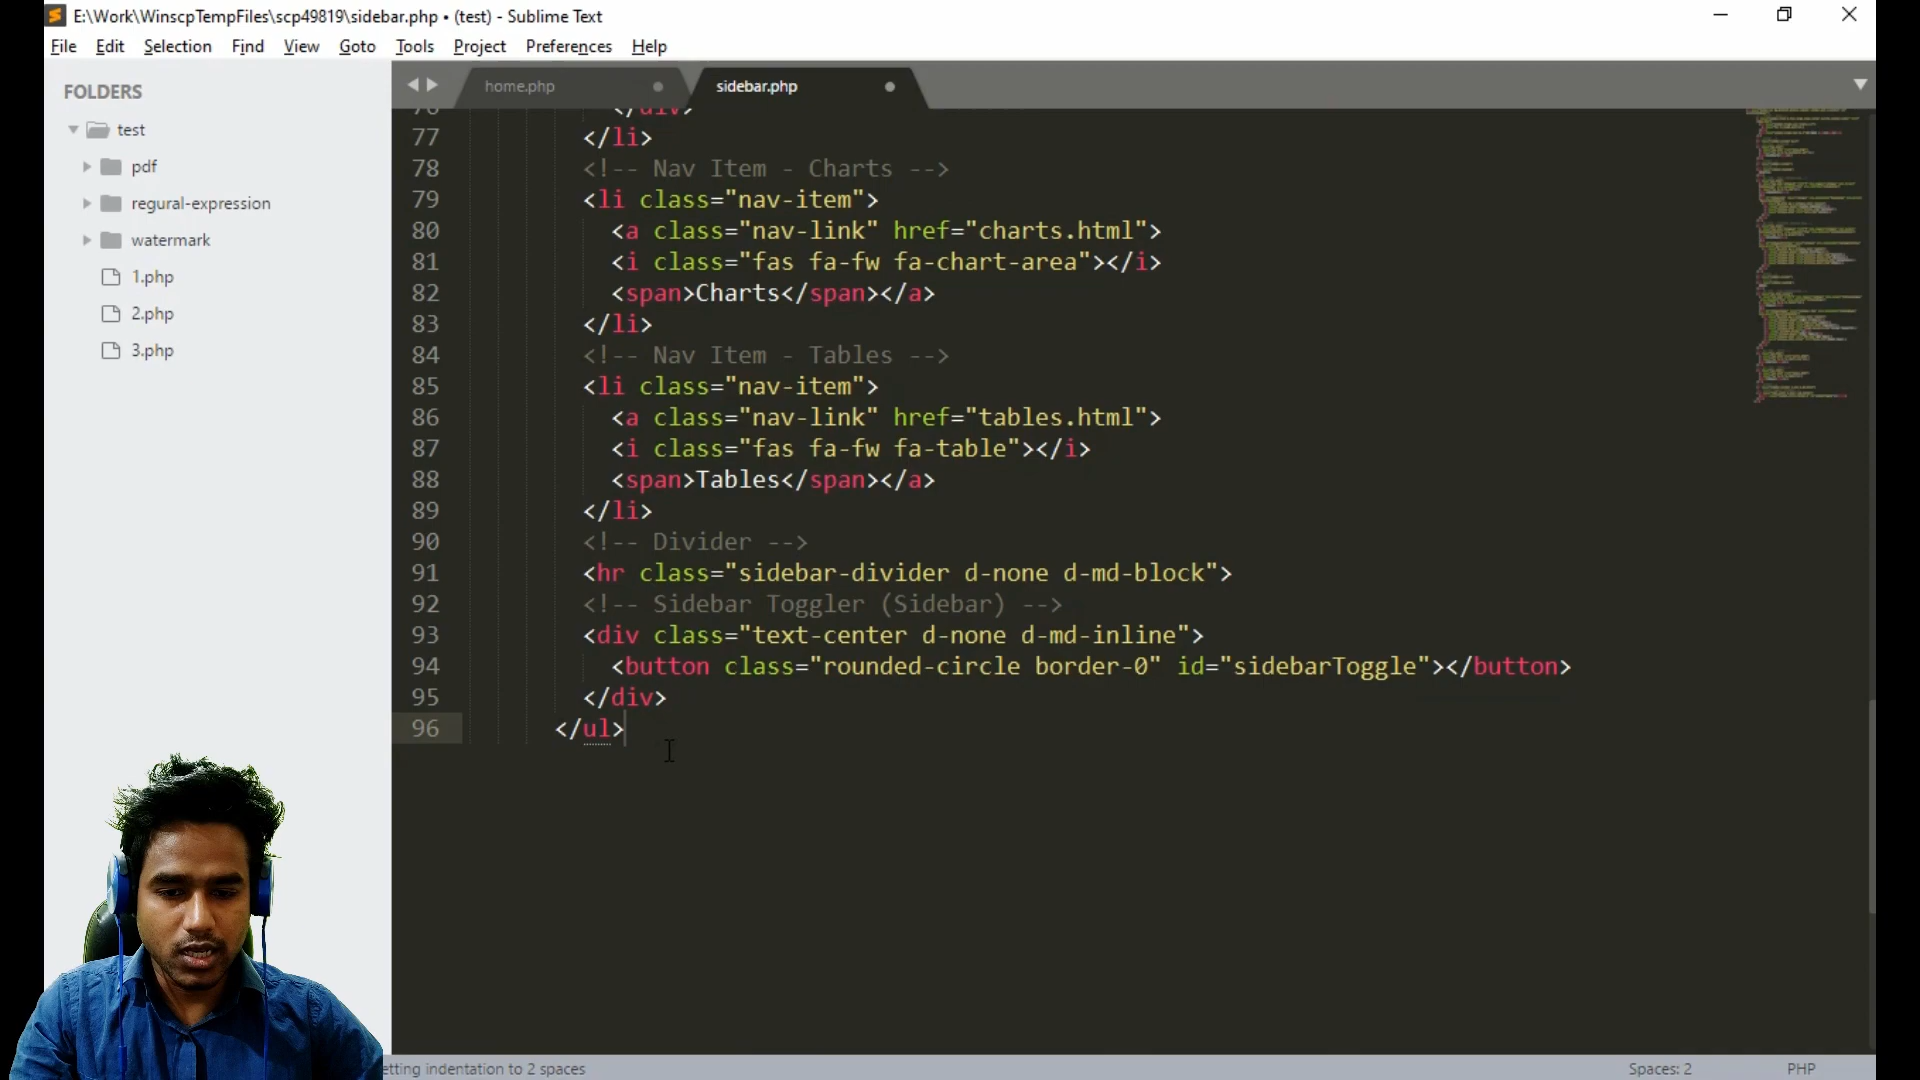 E:\Work\WinscpTempFiles\scp49819\sidebar.php • (test) - Sublime Text
File Edit Selection Find View Goto Tools Project Preferences Help
FOLDERS
test
pdf
regural-expression
watermark
1.php
2.php
3.php
home.php
sidebar.php
76 </div>
77 </li>
78 <!-- Nav Item - Charts -->
79 <li class="nav-item">
80 <a class="nav-link" href="charts.html">
81 <i class="fas fa-fw fa-chart-area"></i>
82 <span>Charts</span></a>
83 </li>
84 <!-- Nav Item - Tables -->
85 <li class="nav-item">
86 <a class="nav-link" href="tables.html">
87 <i class="fas fa-fw fa-table"></i>
88 <span>Tables</span></a>
89 </li>
90 <!-- Divider -->
91 <hr class="sidebar-divider d-none d-md-block">
92 <!-- Sidebar Toggler (Sidebar) -->
93 <div class="text-center d-none d-md-inline">
94 <button class="rounded-circle border-0" id="sidebarToggle"></button>
95 </div>
96 </ul>
etting indentation to 2 spaces
Spaces: 2
PHP